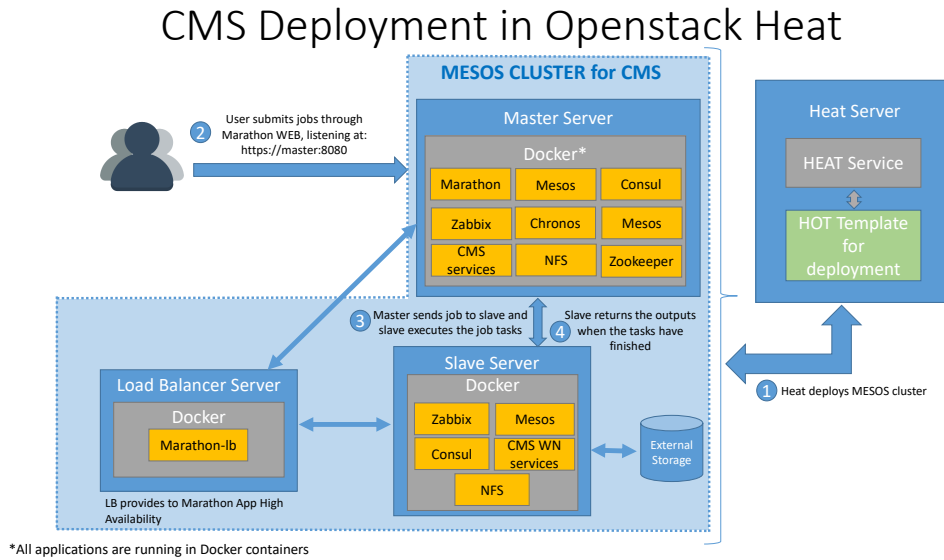 CMS Deployment in Openstack Heat
MESOS CLUSTER for CMS
2
User submits jobs through
Marathon WEB, listening at:
https://master:8080
Master Server
Docker*
Marathon
Mesos
Consul
Zabbix
Chronos
Mesos
CMS
services
NFS
Zookeeper
Heat Server
HEAT Service
HOT Template
for
deployment
3
Master sends job to slave and
slave executes the job tasks
4
Slave returns the outputs
when the tasks have
finished
1
Heat deploys MESOS cluster
Load Balancer Server
Docker
Marathon-lb
LB provides to Marathon App High
Availability
Slave Server
Docker
Zabbix
Mesos
Consul
CMS WN
services
NFS
External
Storage
*All applications are running in Docker containers